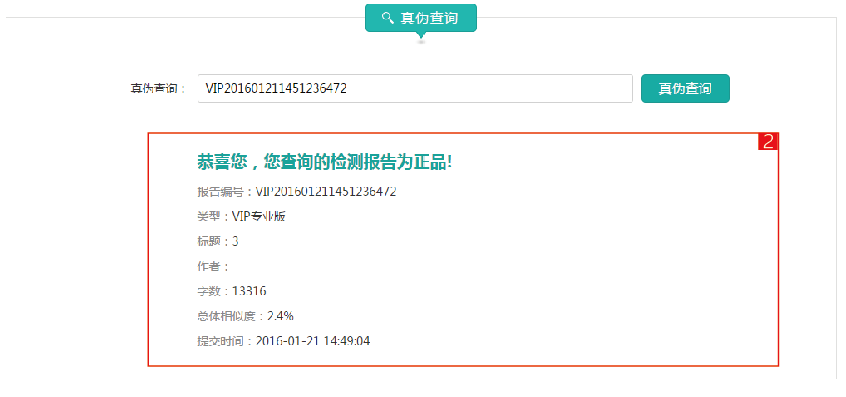 真伪查询
真伪查询： VIP201601211451236472 真伪查询
2
恭喜您，您查询的检测报告为正品!
报告编号：VIP201601211451236472
类型：VIP专业版
标题：3
作者：
字数：13316
总体相似度：2.4%
提交时间：2016-01-21 14:49:04